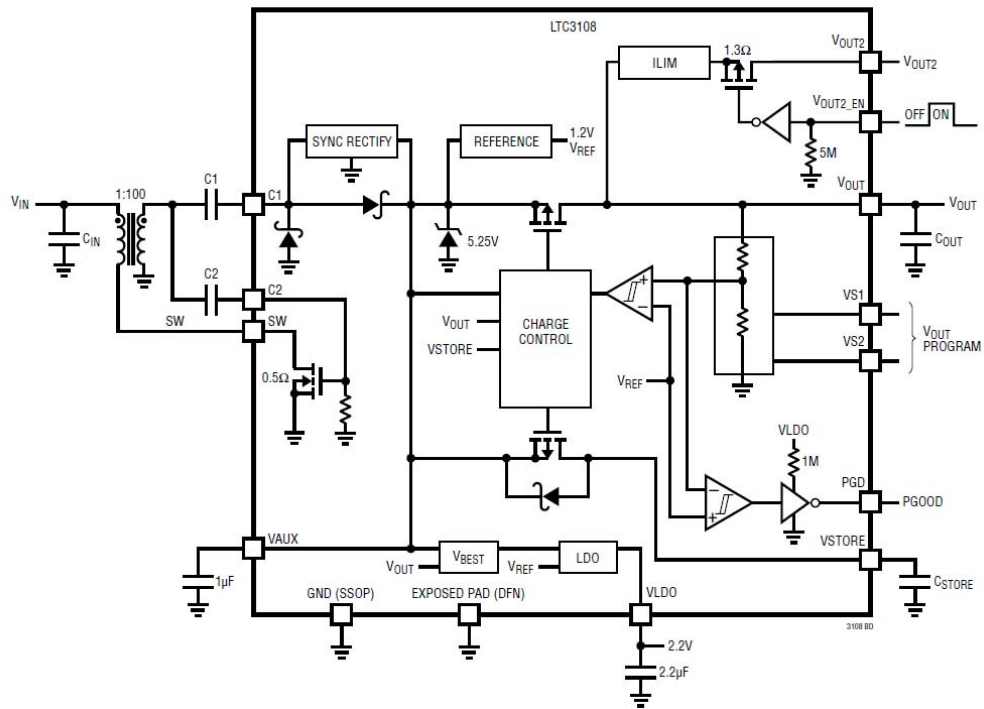 LTC3108
VOUT2
1.3Ω
ILIM
VOUT2
VOUT2_EN
OFF ON
SYNC RECTIFY
REFERENCE
1.2V
VREF
5M
VOUT
1:100
C1
C1
VIN
VOUT
CIN
5.25V
COUT
C2
C2
VS1
SW
SW
VOUT
CHARGE
CONTROL
VSTORE
VOUT
PROGRAM
VS2
0.5Ω
VREF
VLDO
1M
PGD
PGOOD
VSTORE
VAUX
VBEST
LDO
VOUT
VREF
1µF
CSTORE
GND (SSOP)
EXPOSED PAD (DFN)
VLDO
3108 BD
2.2V
2.2µF